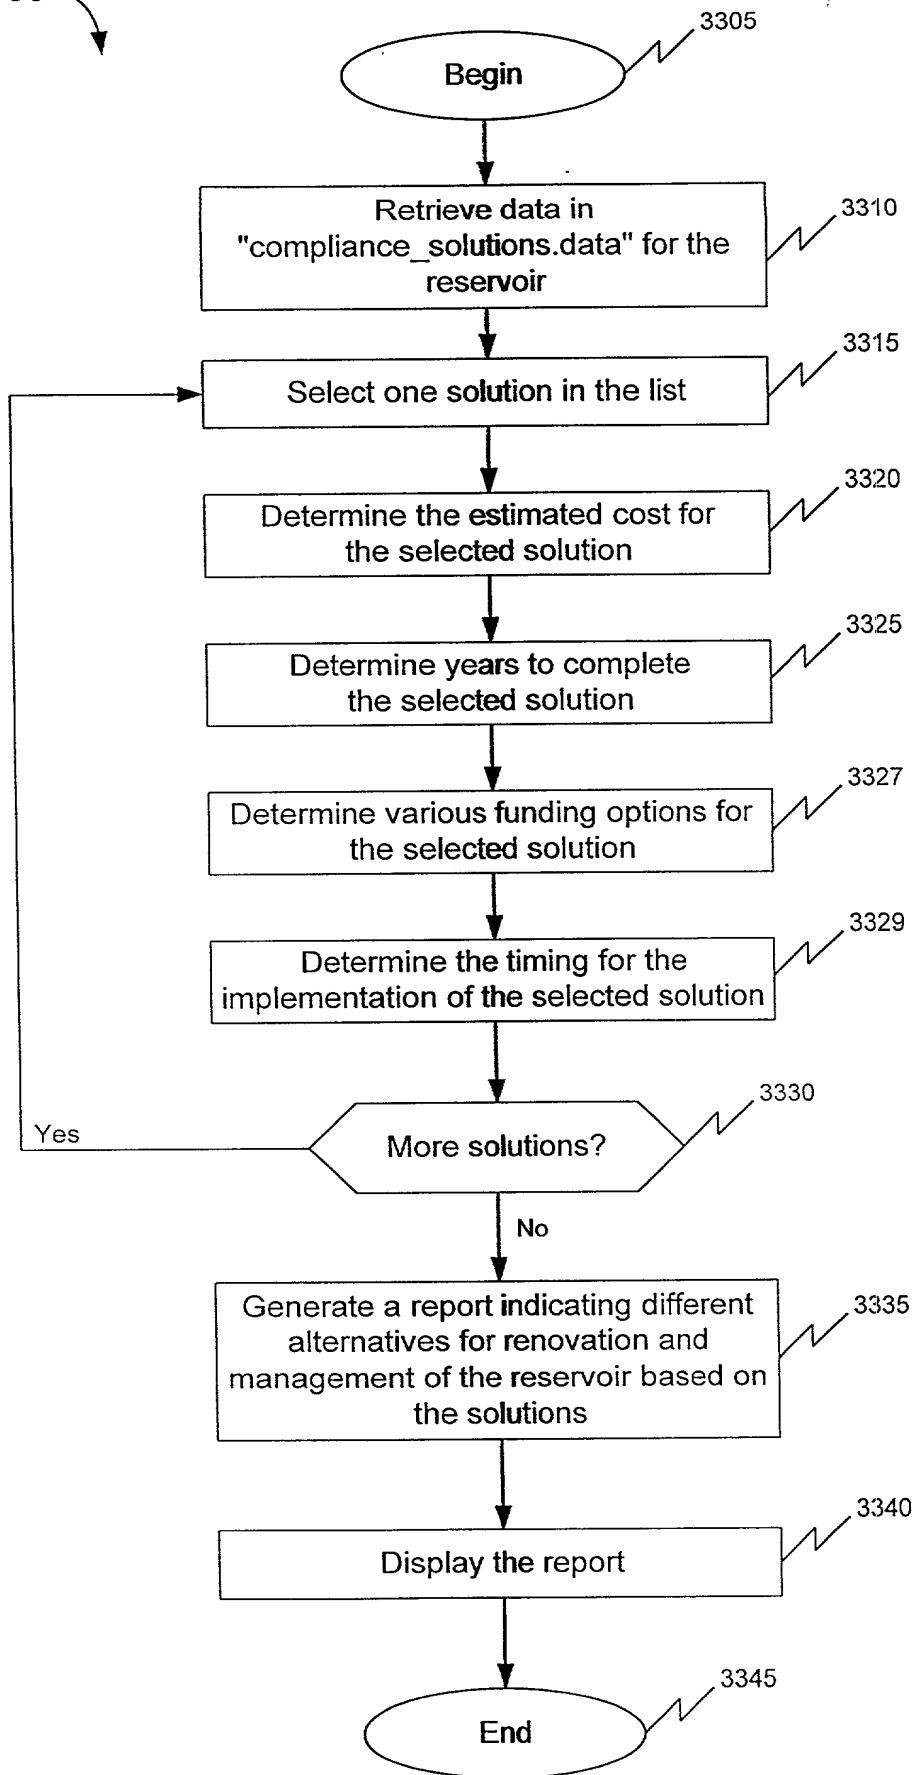 3305
Begin
Retrieve data in
"compliance_solutions.data" for the
reservoir
3310
3315
Select one solution in the list
3320
Determine the estimated cost for
the selected solution
3325
Determine years to complete
the selected solution
3327
Determine various funding options for
the selected solution
3329
Determine the timing for the
implementation of the selected solution
3330
More solutions?
Yes
No
Generate a report indicating different
alternatives for renovation and
management of the reservoir based on
the solutions
3335
3340
Display the report
3345
End